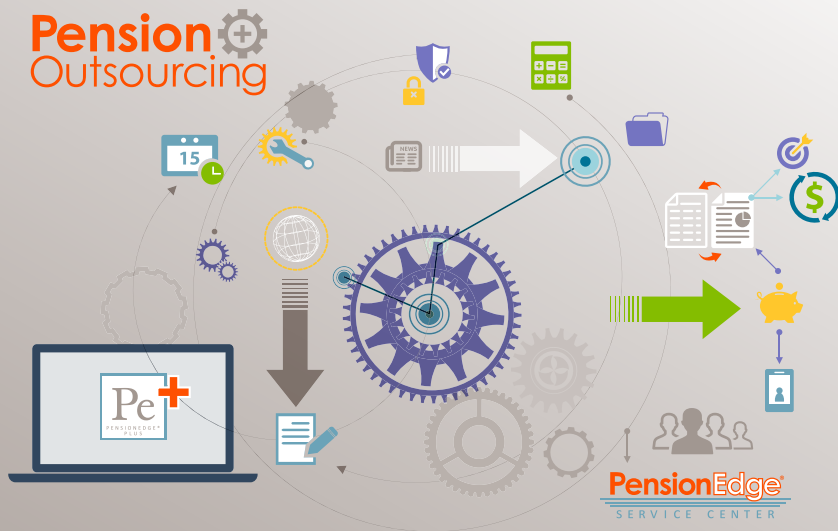 Pension
Outsourcing
15
NEWS
$
Pe+
PENSIONEDGE®
PLUS
PensionEdge®
SERVICE CENTER